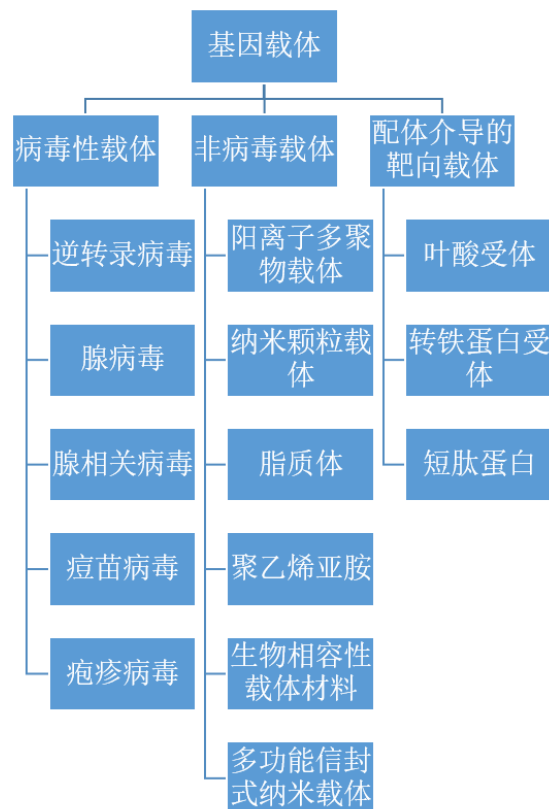 基因载体
病毒性载体
非病毒载体
配体介导的
靶向载体
逆转录病毒
腺病毒
腺相关病毒
痘苗病毒
疱疹病毒
阳离子多聚
物载体
纳米颗粒载
体
脂质体
聚乙烯亚胺
生物相容性
载体材料
多功能信封
式纳米载体
叶酸受体
转铁蛋白受
体
短肽蛋白